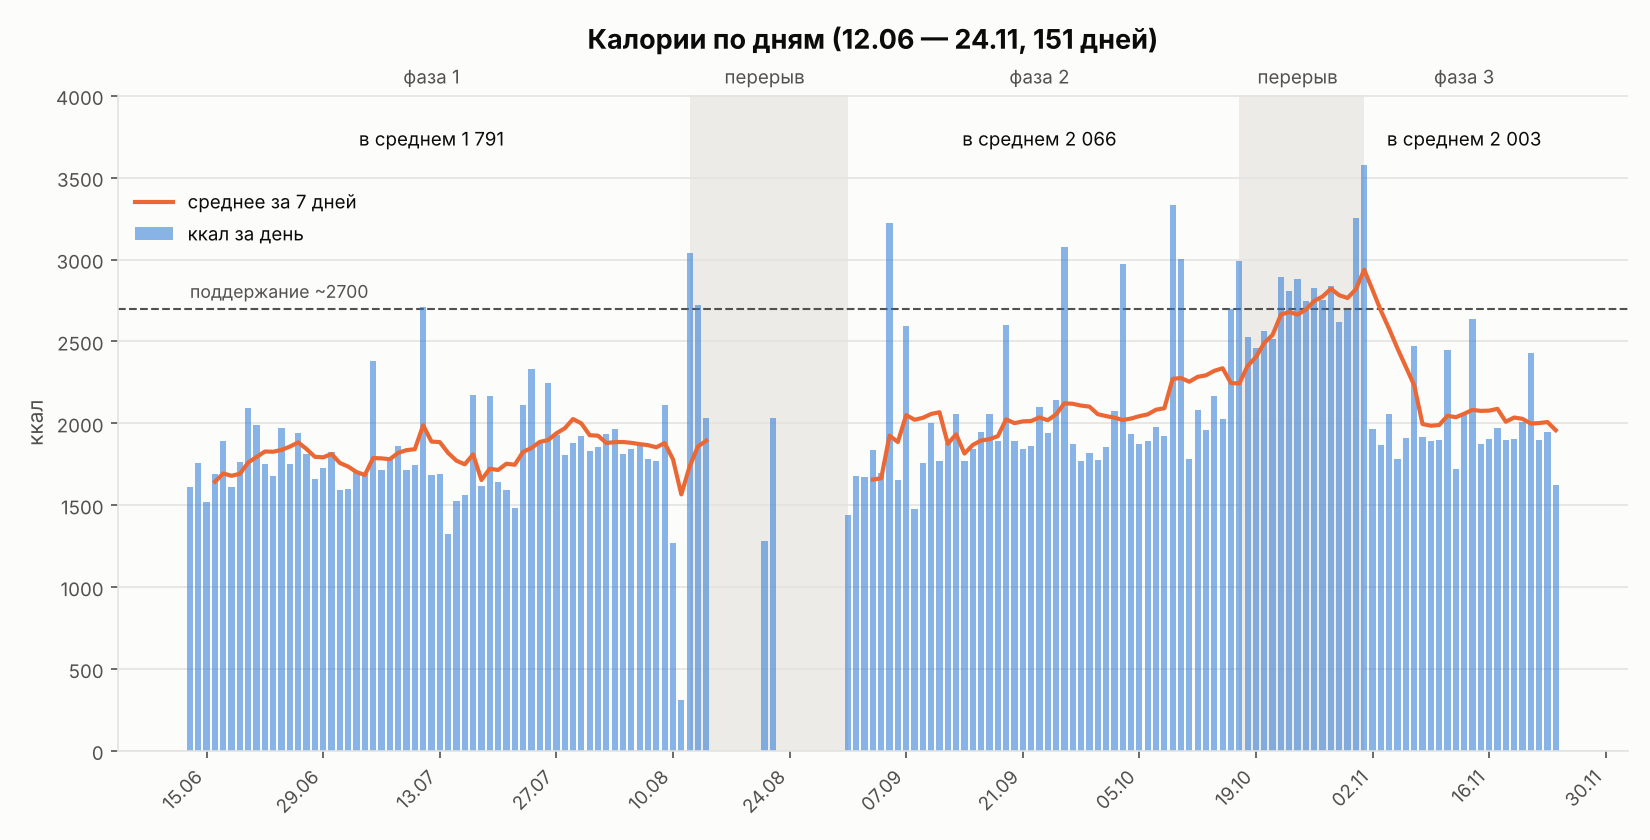 Калории по дням (12.06 — 24.11, 151 дней)
фаза 1
перерыв
фаза 2
перерыв
фаза 3
4000
3500
3000
2500
2000
1500
1000
500
0
ккал
в среднем 1 791
в среднем 2 066
в среднем 2 003
среднее за 7 дней
ккал за день
поддержание ~2700
15.06
29.06
13.07
27.07
10.08
24.08
07.09
21.09
05.10
19.10
02.11
16.11
30.11